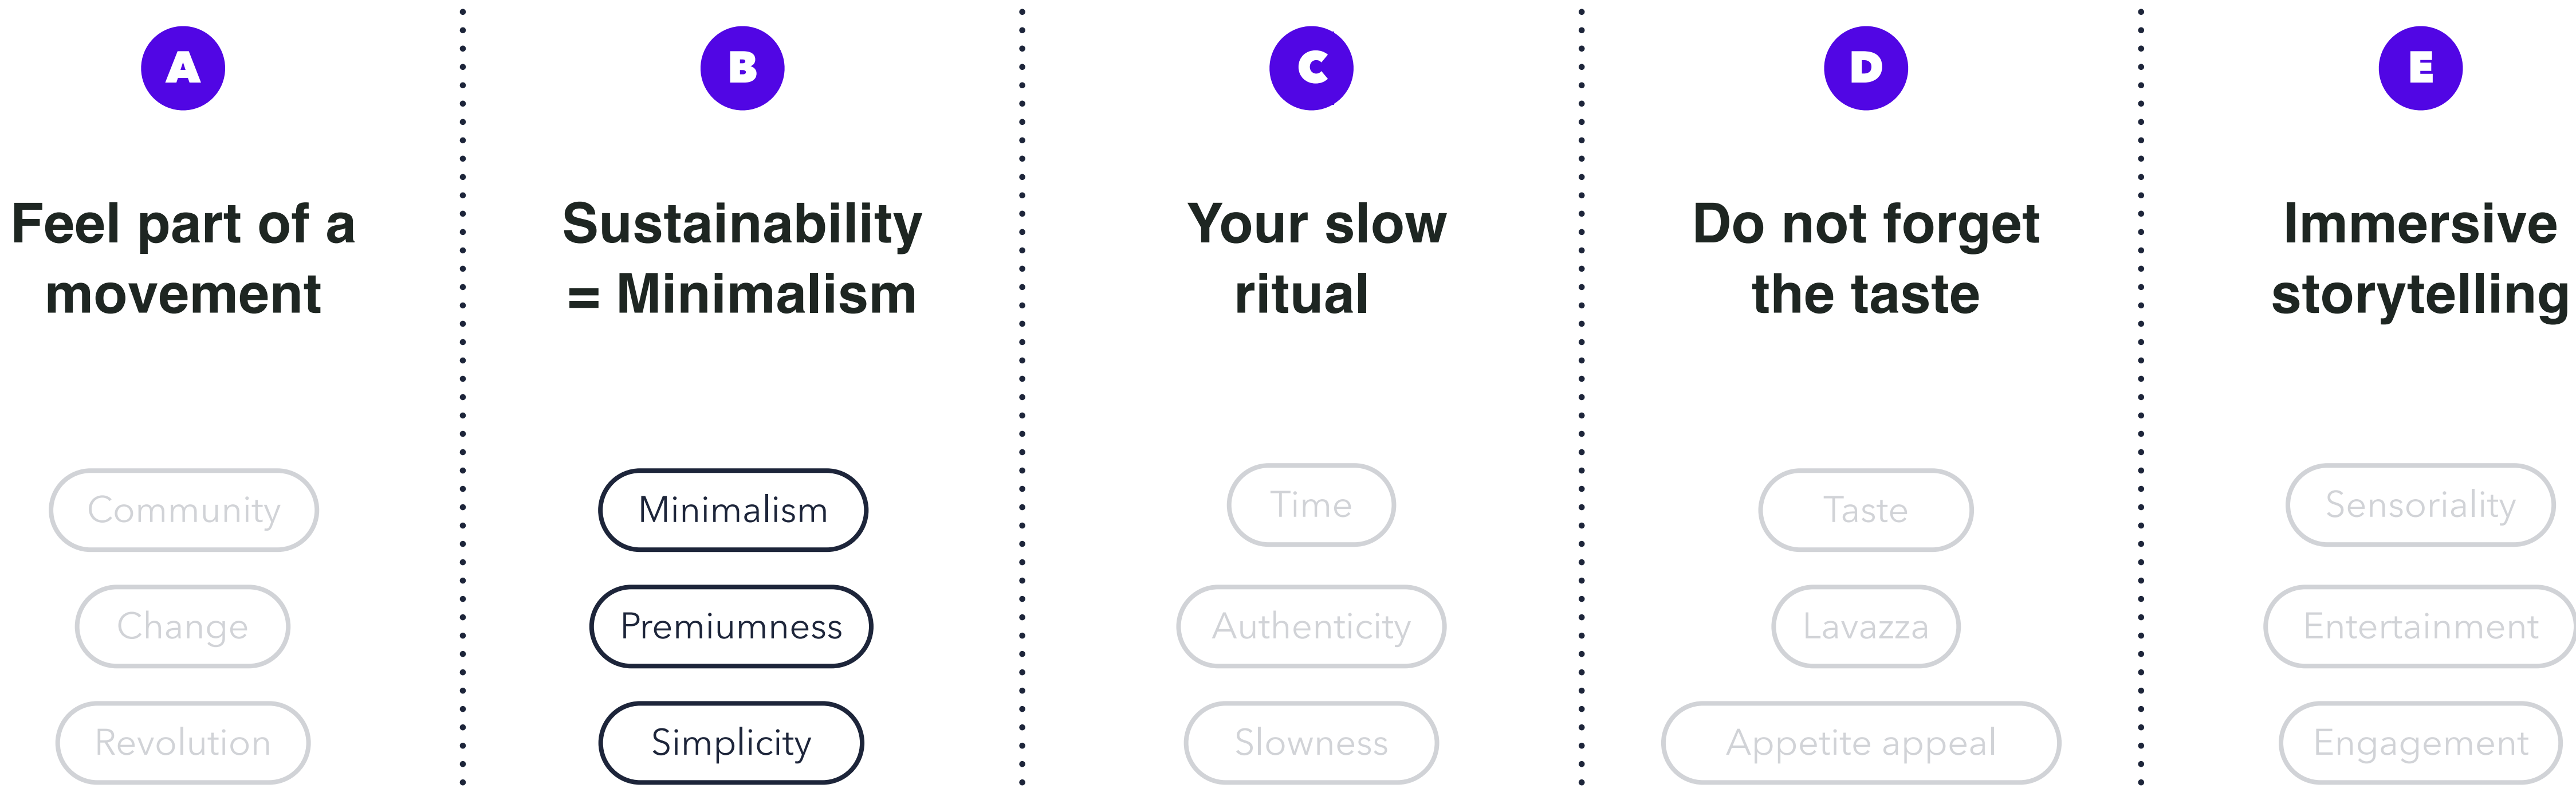 A
Feel part of a
movement
Community
Change
Revolution
B
Sustainability
= Minimalism
Minimalism
Premiumness
Simplicity
C
Your slow
ritual
Time
Authenticity
Slowness
D
Do not forget
the taste
Taste
Lavazza
Appetite appeal
E
Immersive
storytelling
Sensoriality
Entertainment
Engagement